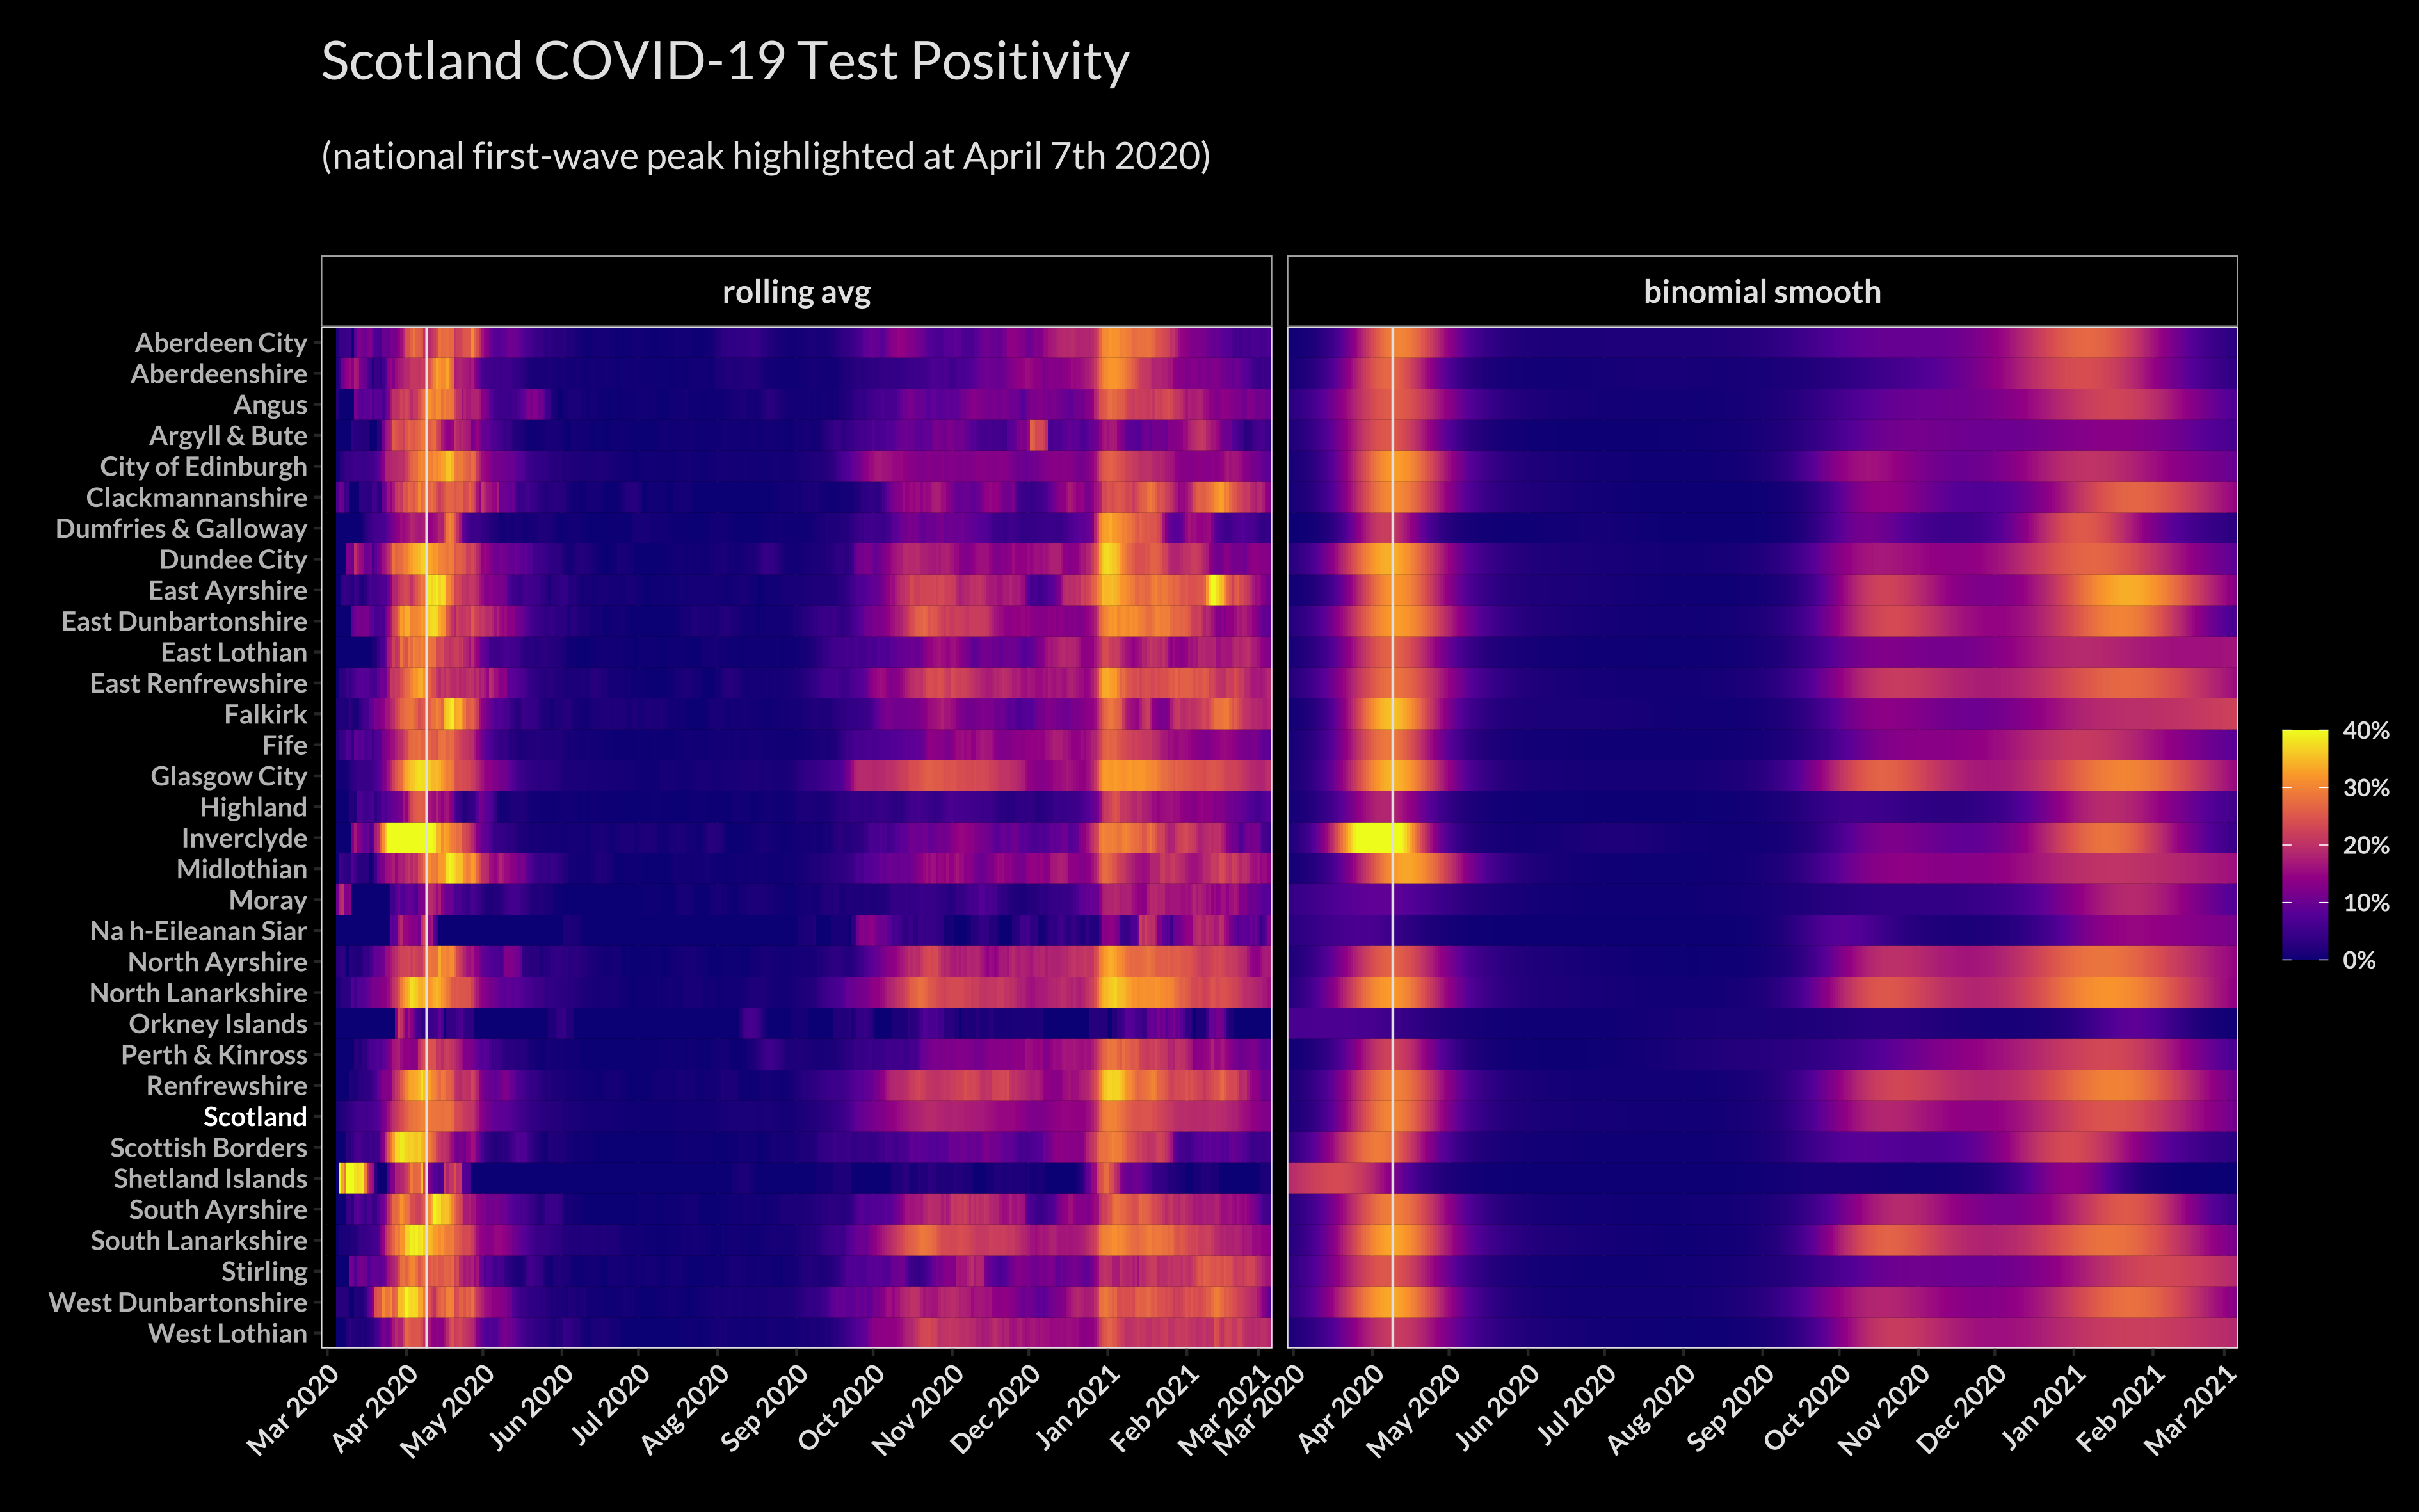 Scotland COVID-19 Test Positivity
(national first-wave peak highlighted at April 7th 2020)
rolling avg
binomial smooth
Aberdeen City
Aberdeenshire
Angus
Argyll & Bute
City of Edinburgh
Clackmannanshire
Dumfries & Galloway
Dundee City
East Ayrshire
East Dunbartonshire
East Lothian
East Renfrewshire
Falkirk
Fife
Glasgow City
Highland
Inverclyde
Midlothian
Moray
Na h-Eileanan Siar
North Ayrshire
North Lanarkshire
Orkney Islands
Perth & Kinross
Renfrewshire
Scotland
Scottish Borders
Shetland Islands
South Ayrshire
South Lanarkshire
Stirling
West Dunbartonshire
West Lothian
Mar 2020
Apr 2020
May 2020
Jun 2020
Jul 2020
Aug 2020
Sep 2020
Oct 2020
Nov 2020
Dec 2020
Jan 2021
Feb 2021
Mar 2021
Mar 2020
Apr 2020
May 2020
Jun 2020
Jul 2020
Aug 2020
Sep 2020
Oct 2020
Nov 2020
Dec 2020
Jan 2021
Feb 2021
Mar 2021
40%
30%
20%
10%
0%